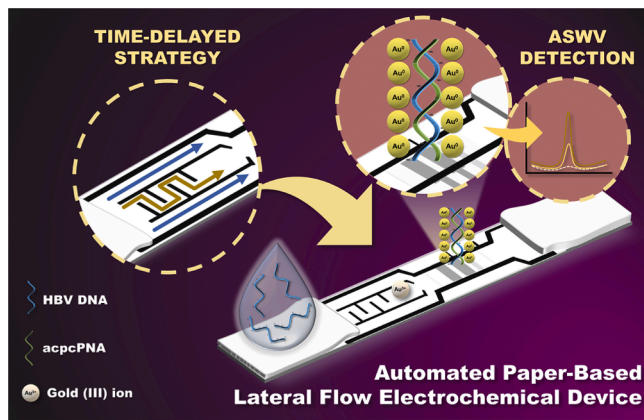 TIME-DELAYED
STRATEGY
ASWV
DETECTION
Au⁰ Au⁰
Au⁰ Au⁰
Au⁰ Au⁰
Au⁰ Au⁰
Au⁰ Au⁰
HBV DNA
acpcPNA
Au³⁺ Gold (III) ion
Au³⁺
Automated Paper-Based
Lateral Flow Electrochemical Device